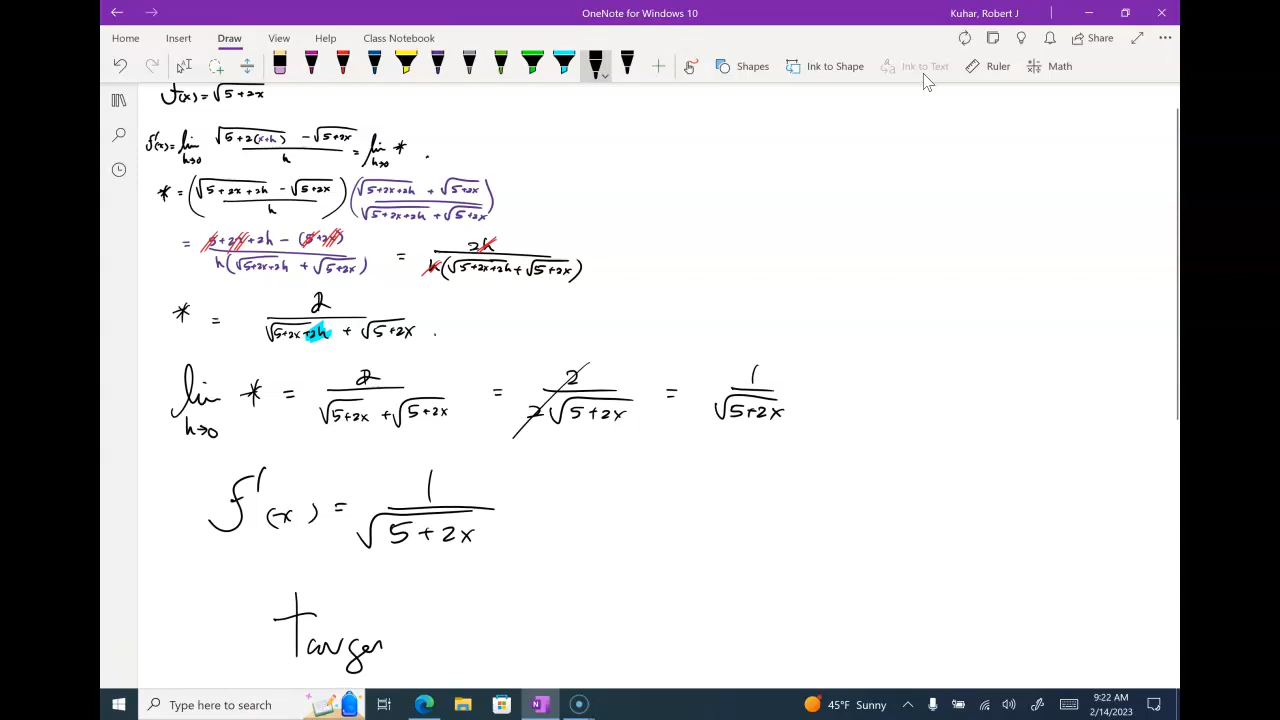 OneNote for Windows 10
Kuhar, Robert J
Home Insert Draw View Help Class Notebook
Share
Shapes Ink to Shape Ink to Text Ruler Math
f(x) = √(5+2x)
f'(x) = lim h→0 (√(5+2(x+h)) - √(5+2x)) / h = lim h→0 * .
* = ((√(5+2x+2h) - √(5+2x)) / h) ((√(5+2x+2h) + √(5+2x)) / (√(5+2x+2h) + √(5+2x)))
= (5+2x+2h - (5+2x)) / (h(√(5+2x+2h) + √(5+2x))) = 2h / (h(√(5+2x+2h) + √(5+2x)))
* = 2 / (√(5+2x+2h) + √(5+2x)) .
lim h→0 * = 2 / (√(5+2x) + √(5+2x)) = 2 / (2√(5+2x)) = 1 / √(5+2x)
f'(x) = 1 / √(5+2x)
Tangen
Type here to search
45°F Sunny
9:22 AM
2/14/2023